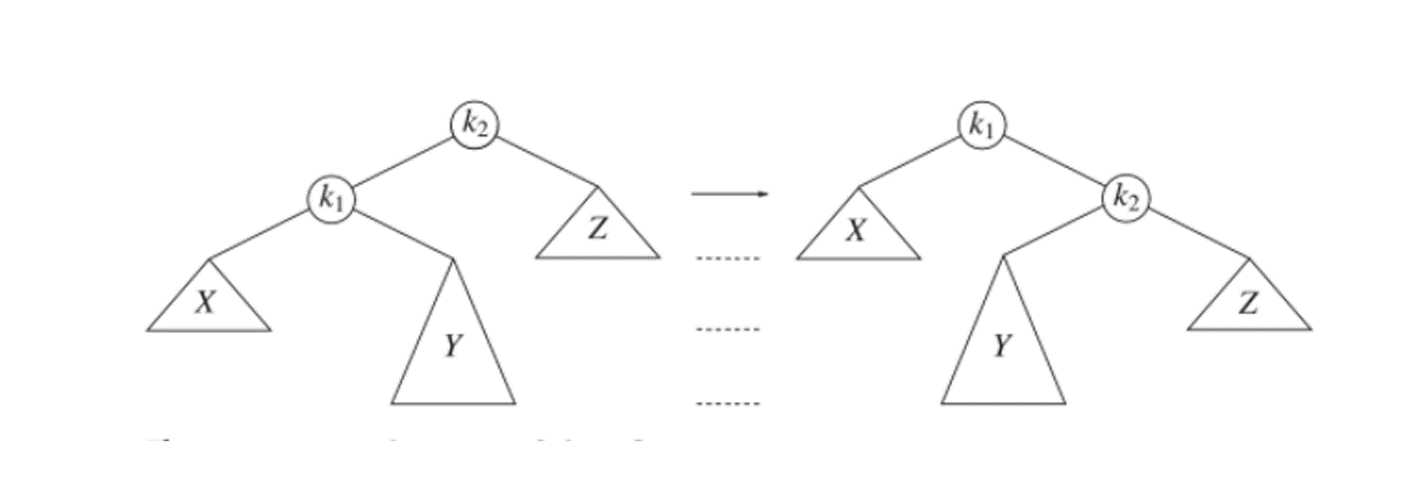 k₂ k₁
k₁ Z k₂
X
X Z
Y Y